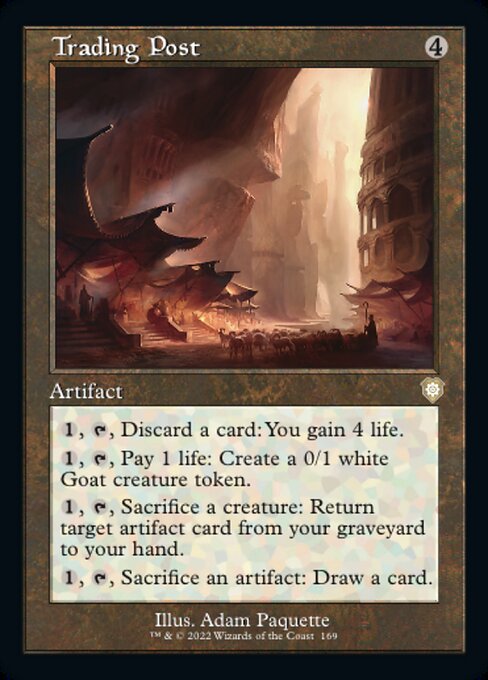 Trading Post 4
Artifact
1, T, Discard a card: You gain 4 life.
1, T, Pay 1 life: Create a 0/1 white
Goat creature token.
1, T, Sacrifice a creature: Return
target artifact card from your graveyard
to your hand.
1, T, Sacrifice an artifact: Draw a card.
Illus. Adam Paquette
™ & © 2022 Wizards of the Coast 169